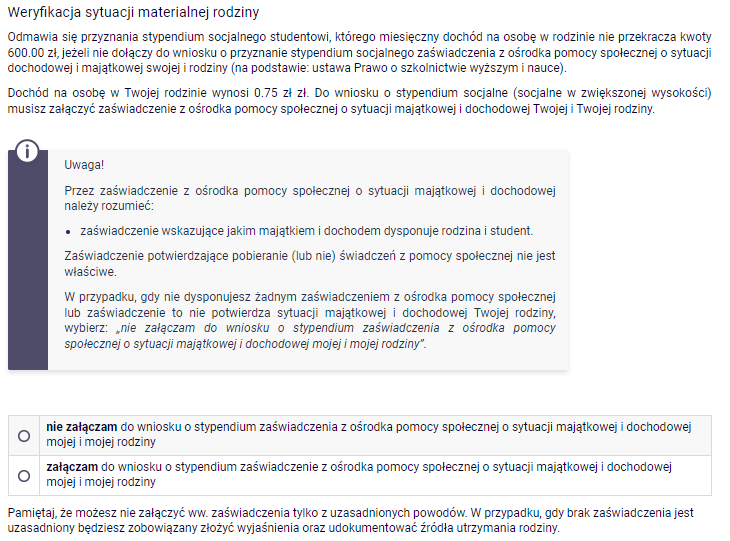 Weryfikacja sytuacji materialnej rodziny
Odmawia się przyznania stypendium socjalnego studentowi, którego miesięczny dochód na osobę w rodzinie nie przekracza kwoty
600.00 zł, jeżeli nie dołączy do wniosku o przyznanie stypendium socjalnego zaświadczenia z ośrodka pomocy społecznej o sytuacji
dochodowej i majątkowej swojej i rodziny (na podstawie: ustawa Prawo o szkolnictwie wyższym i nauce).
Dochód na osobę w Twojej rodzinie wynosi 0.75 zł zł. Do wniosku o stypendium socjalne (socjalne w zwiększonej wysokości)
musisz załączyć zaświadczenie z ośrodka pomocy społecznej o sytuacji majątkowej i dochodowej Twojej i Twojej rodziny.
Uwaga!
Przez zaświadczenie z ośrodka pomocy społecznej o sytuacji majątkowej i dochodowej
należy rozumieć:
• zaświadczenie wskazujące jakim majątkiem i dochodem dysponuje rodzina i student.
Zaświadczenie potwierdzające pobieranie (lub nie) świadczeń z pomocy społecznej nie jest
właściwe.
W przypadku, gdy nie dysponujesz żadnym zaświadczeniem z ośrodka pomocy społecznej
lub zaświadczenie to nie potwierdza sytuacji majątkowej i dochodowej Twojej rodziny,
wybierz: „nie załączam do wniosku o stypendium zaświadczenia z ośrodka pomocy
społecznej o sytuacji majątkowej i dochodowej mojej i mojej rodziny”.
nie załączam do wniosku o stypendium zaświadczenia z ośrodka pomocy społecznej o sytuacji majątkowej i dochodowej
mojej i mojej rodziny
załączam do wniosku o stypendium zaświadczenie z ośrodka pomocy społecznej o sytuacji majątkowej i dochodowej
mojej i mojej rodziny
Pamiętaj, że możesz nie załączyć ww. zaświadczenia tylko z uzasadnionych powodów. W przypadku, gdy brak zaświadczenia jest
uzasadniony będziesz zobowiązany złożyć wyjaśnienia oraz udokumentować źródła utrzymania rodziny.